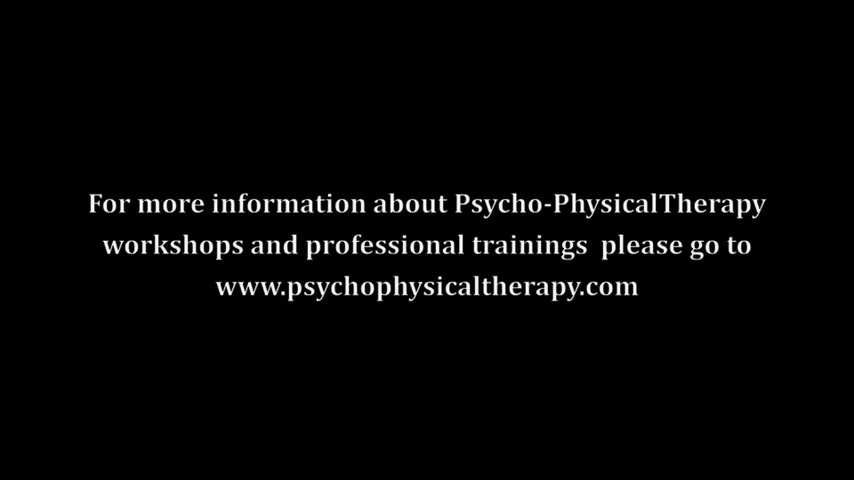 For more information about Psycho-PhysicalTherapy
workshops and professional trainings  please go to
www.psychophysicaltherapy.com